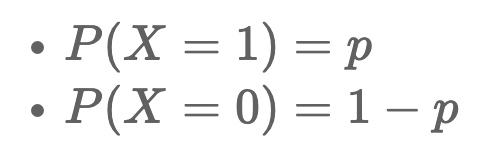 • P(X = 1) = p
• P(X = 0) = 1 − p